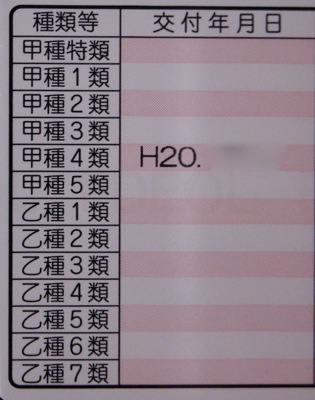 種類等 交付年月日
甲種特類
甲種1類
甲種2類
甲種3類
甲種4類 H20.
甲種5類
乙種1類
乙種2類
乙種3類
乙種4類
乙種5類
乙種6類
乙種7類